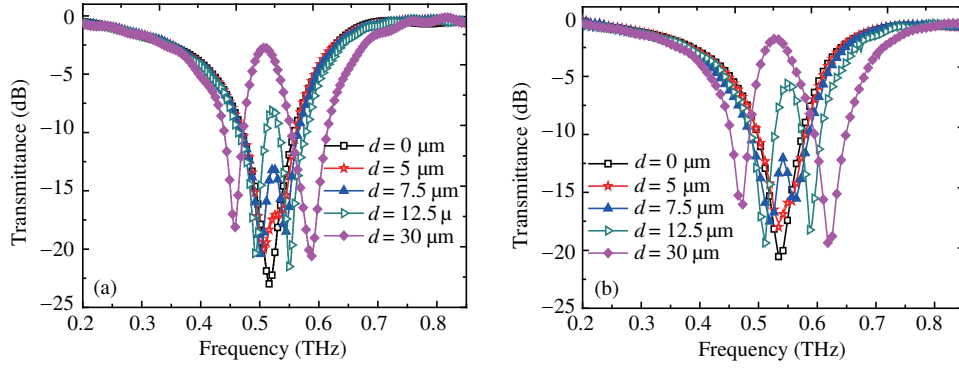 0
−5
−10
−15
−20
−25
Transmittance (dB)
d = 0 μm
d = 5 μm
d = 7.5 μm
d = 12.5 μ
d = 30 μm
(a)
0.2 0.3 0.4 0.5 0.6 0.7 0.8
Frequency (THz)
0
−5
−10
−15
−20
−25
Transmittance (dB)
d = 0 μm
d = 5 μm
d = 7.5 μm
d = 12.5 μm
d = 30 μm
(b)
0.2 0.3 0.4 0.5 0.6 0.7 0.8
Frequency (THz)